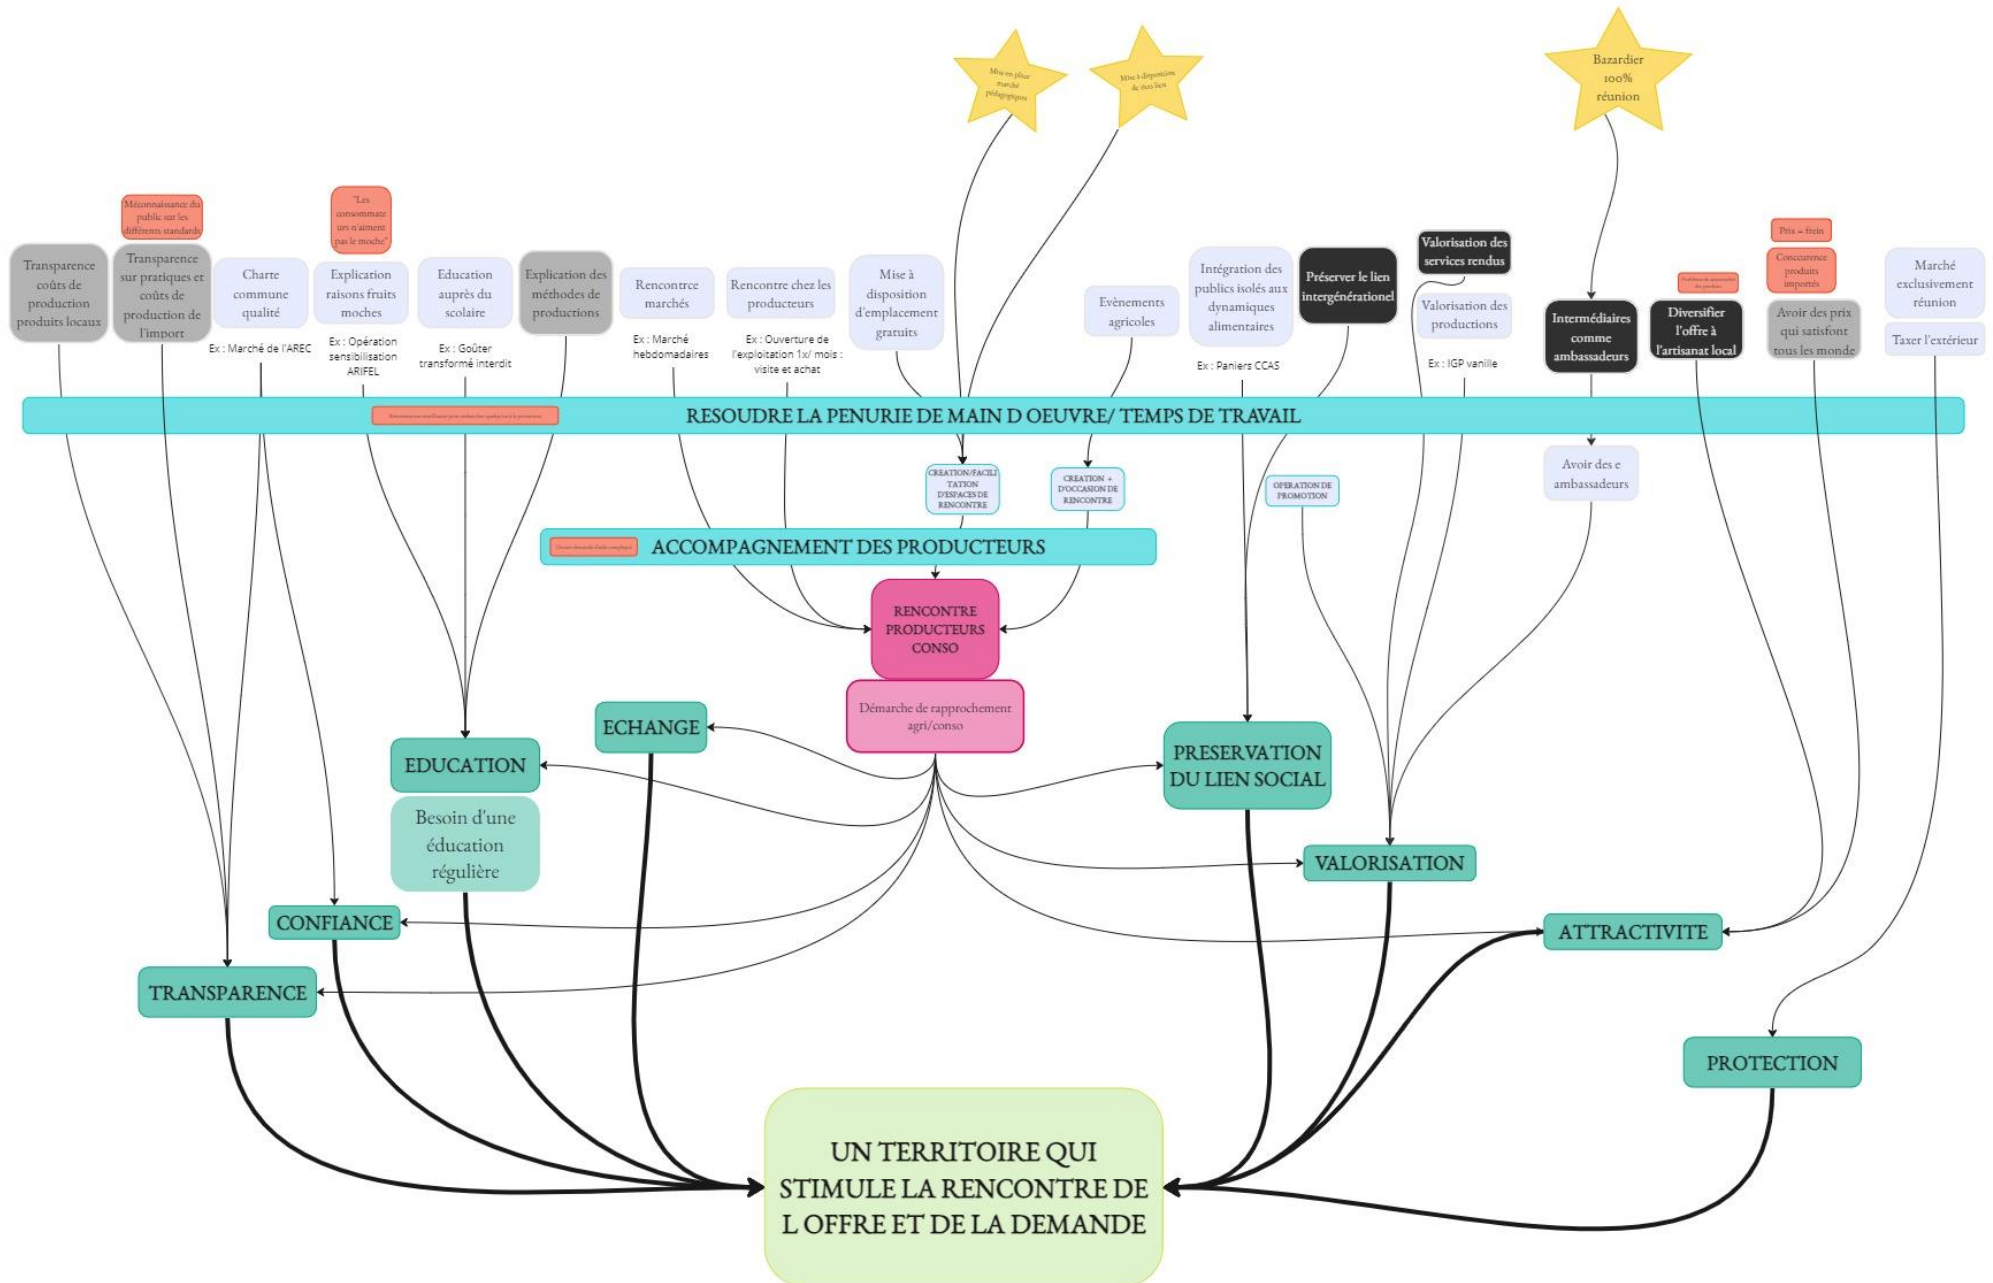 Mise en place
marché
pédagogiques
Mise à disposition
de tiers lieu
Bazardier
100%
réunion
Transparence
coûts de
production
produits locaux
Méconnaissance du
public sur les
différents standards
Transparence
sur pratiques et
coûts de
production de
l'import
Charte
commune
qualité
Ex : Marché de l'AREC
"Les
consommate
urs n'aiment
pas le moche"
Explication
raisons fruits
moches
Ex : Opération
sensibilisation
ARIFEL
Education
auprès du
scolaire
Ex : Goûter
transformé interdit
Explication des
méthodes de
productions
Rencontrce
marchés
Ex : Marché
hebdomadaires
Rencontre chez les
producteurs
Ex : Ouverture de
l'exploitation 1x/ mois :
visite et achat
Mise à
disposition
d'emplacement
gratuits
Evènements
agricoles
Intégration des
publics isolés aux
dynamiques
alimentaires
Ex : Paniers CCAS
Préserver le lien
intergénérationel
Valorisation des
services rendus
Valorisation des
productions
Ex : IGP vanille
Intermédiaires
comme
ambassadeurs
Diversifier
l'offre à
l'artisanat local
Prix = frein
Conccurence
produits
importés
Avoir des prix
qui satisfont
tous les monde
Marché
exclusivement
réunion
Taxer l'extérieur
RESOUDRE LA PENURIE DE MAIN D OEUVRE/ TEMPS DE TRAVAIL
CREATION/FACILI
TATION
D'ESPACES DE
RENCONTRE
CREATION +
D'OCCASION DE
RENCONTRE
OPERATION DE
PROMOTION
Avoir des e
ambassadeurs
ACCOMPAGNEMENT DES PRODUCTEURS
RENCONTRE
PRODUCTEURS
CONSO
Démarche de rapprochement
agri/conso
ECHANGE
EDUCATION
Besoin d'une
éducation
régulière
PRESERVATION
DU LIEN SOCIAL
VALORISATION
CONFIANCE
ATTRACTIVITE
TRANSPARENCE
PROTECTION
UN TERRITOIRE QUI
STIMULE LA RENCONTRE DE
L OFFRE ET DE LA DEMANDE